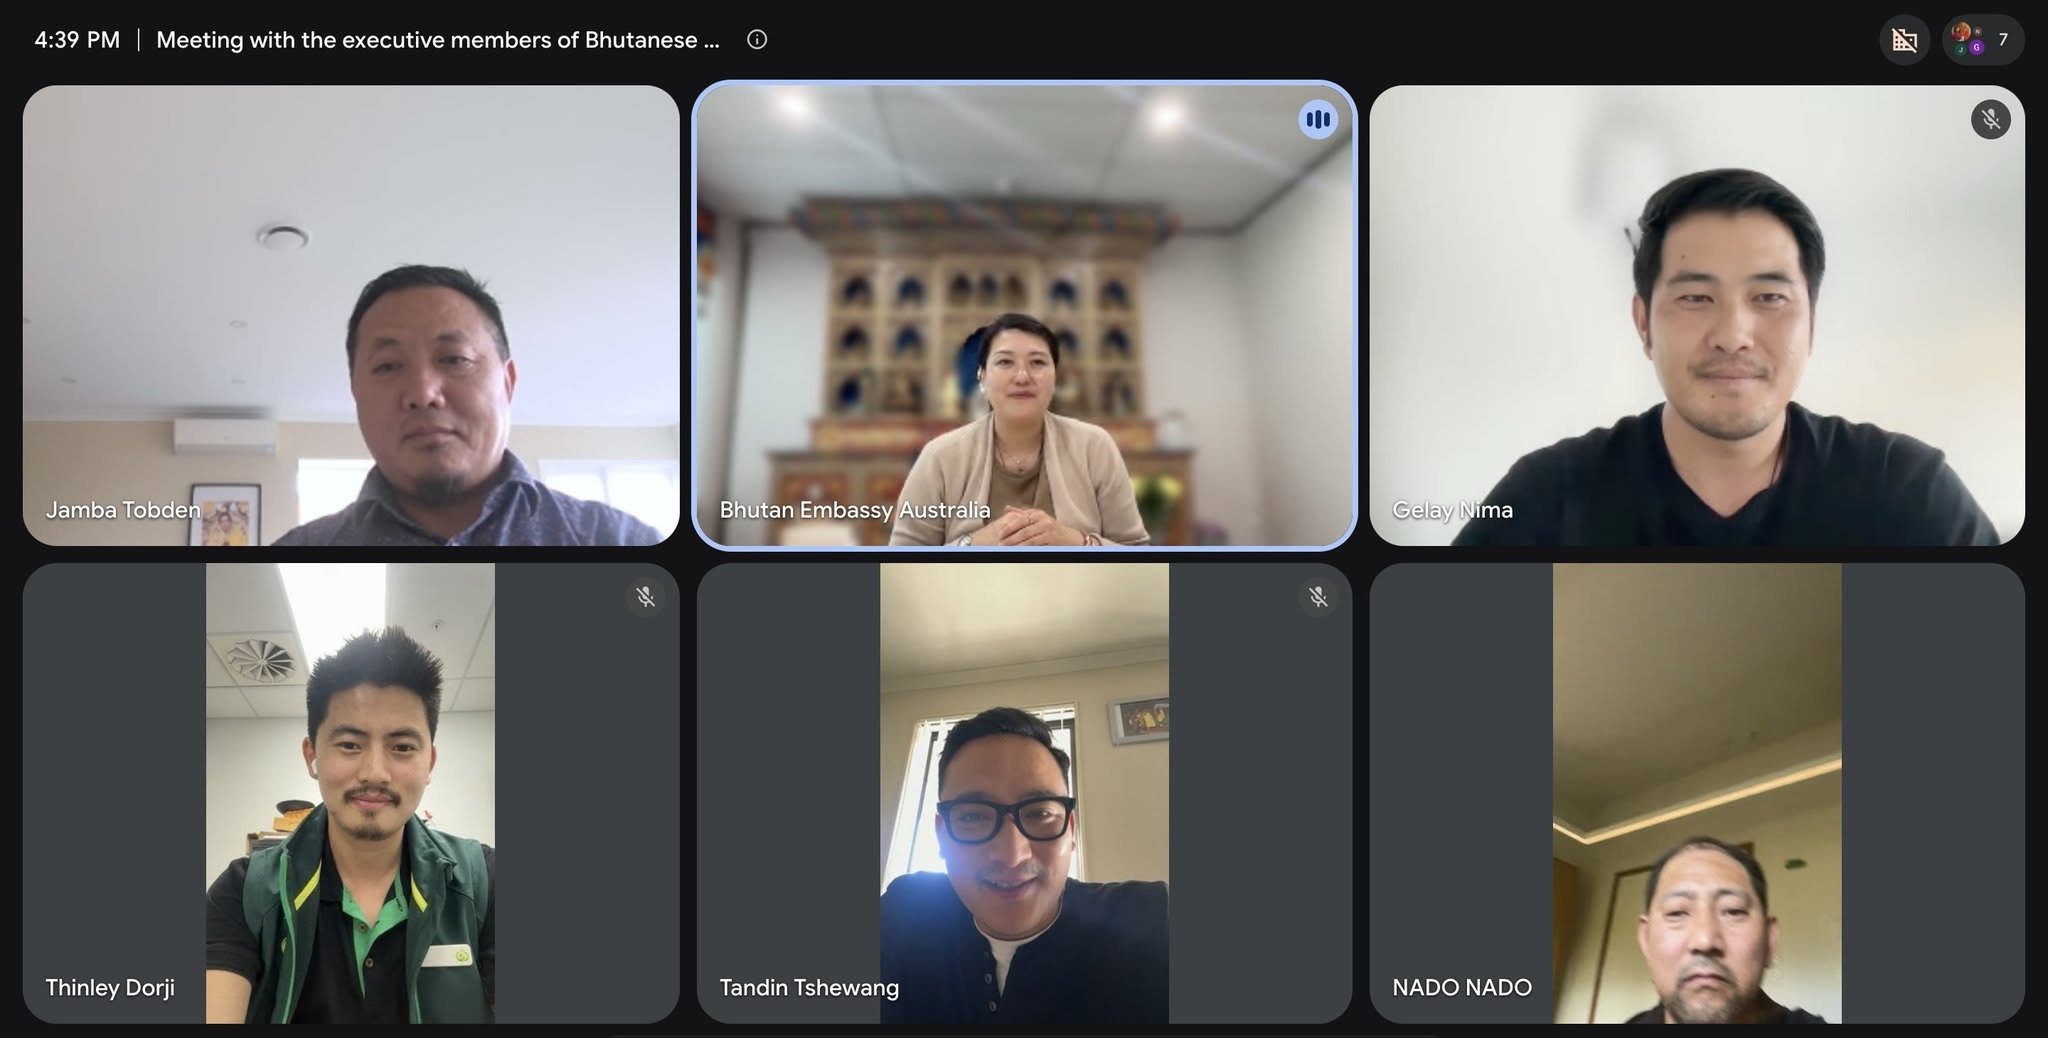 4:39 PM | Meeting with the executive members of Bhutanese ...
7
Jamba Tobden
Bhutan Embassy Australia
Gelay Nima
Thinley Dorji
Tandin Tshewang
NADO NADO